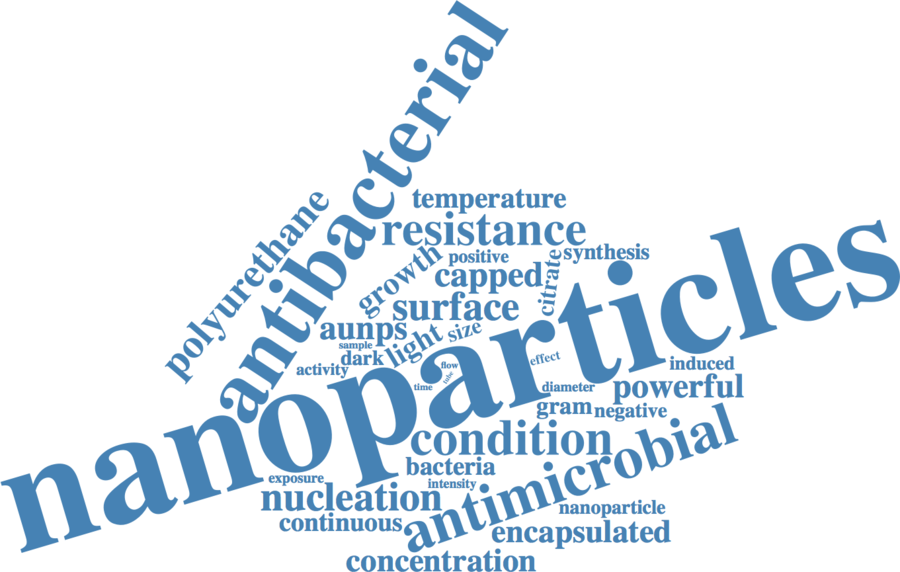 antibacterial
polyurethane
temperature
resistance
growth
positive
synthesis
capped
citrate
surface
aunps
light
size
sample
dark
activity
flow
tube
time
effect
nanoparticles
induced
diameter
powerful
gram
negative
condition
bacteria
antimicrobial
exposure
intensity
nucleation
nanoparticle
continuous
encapsulated
concentration